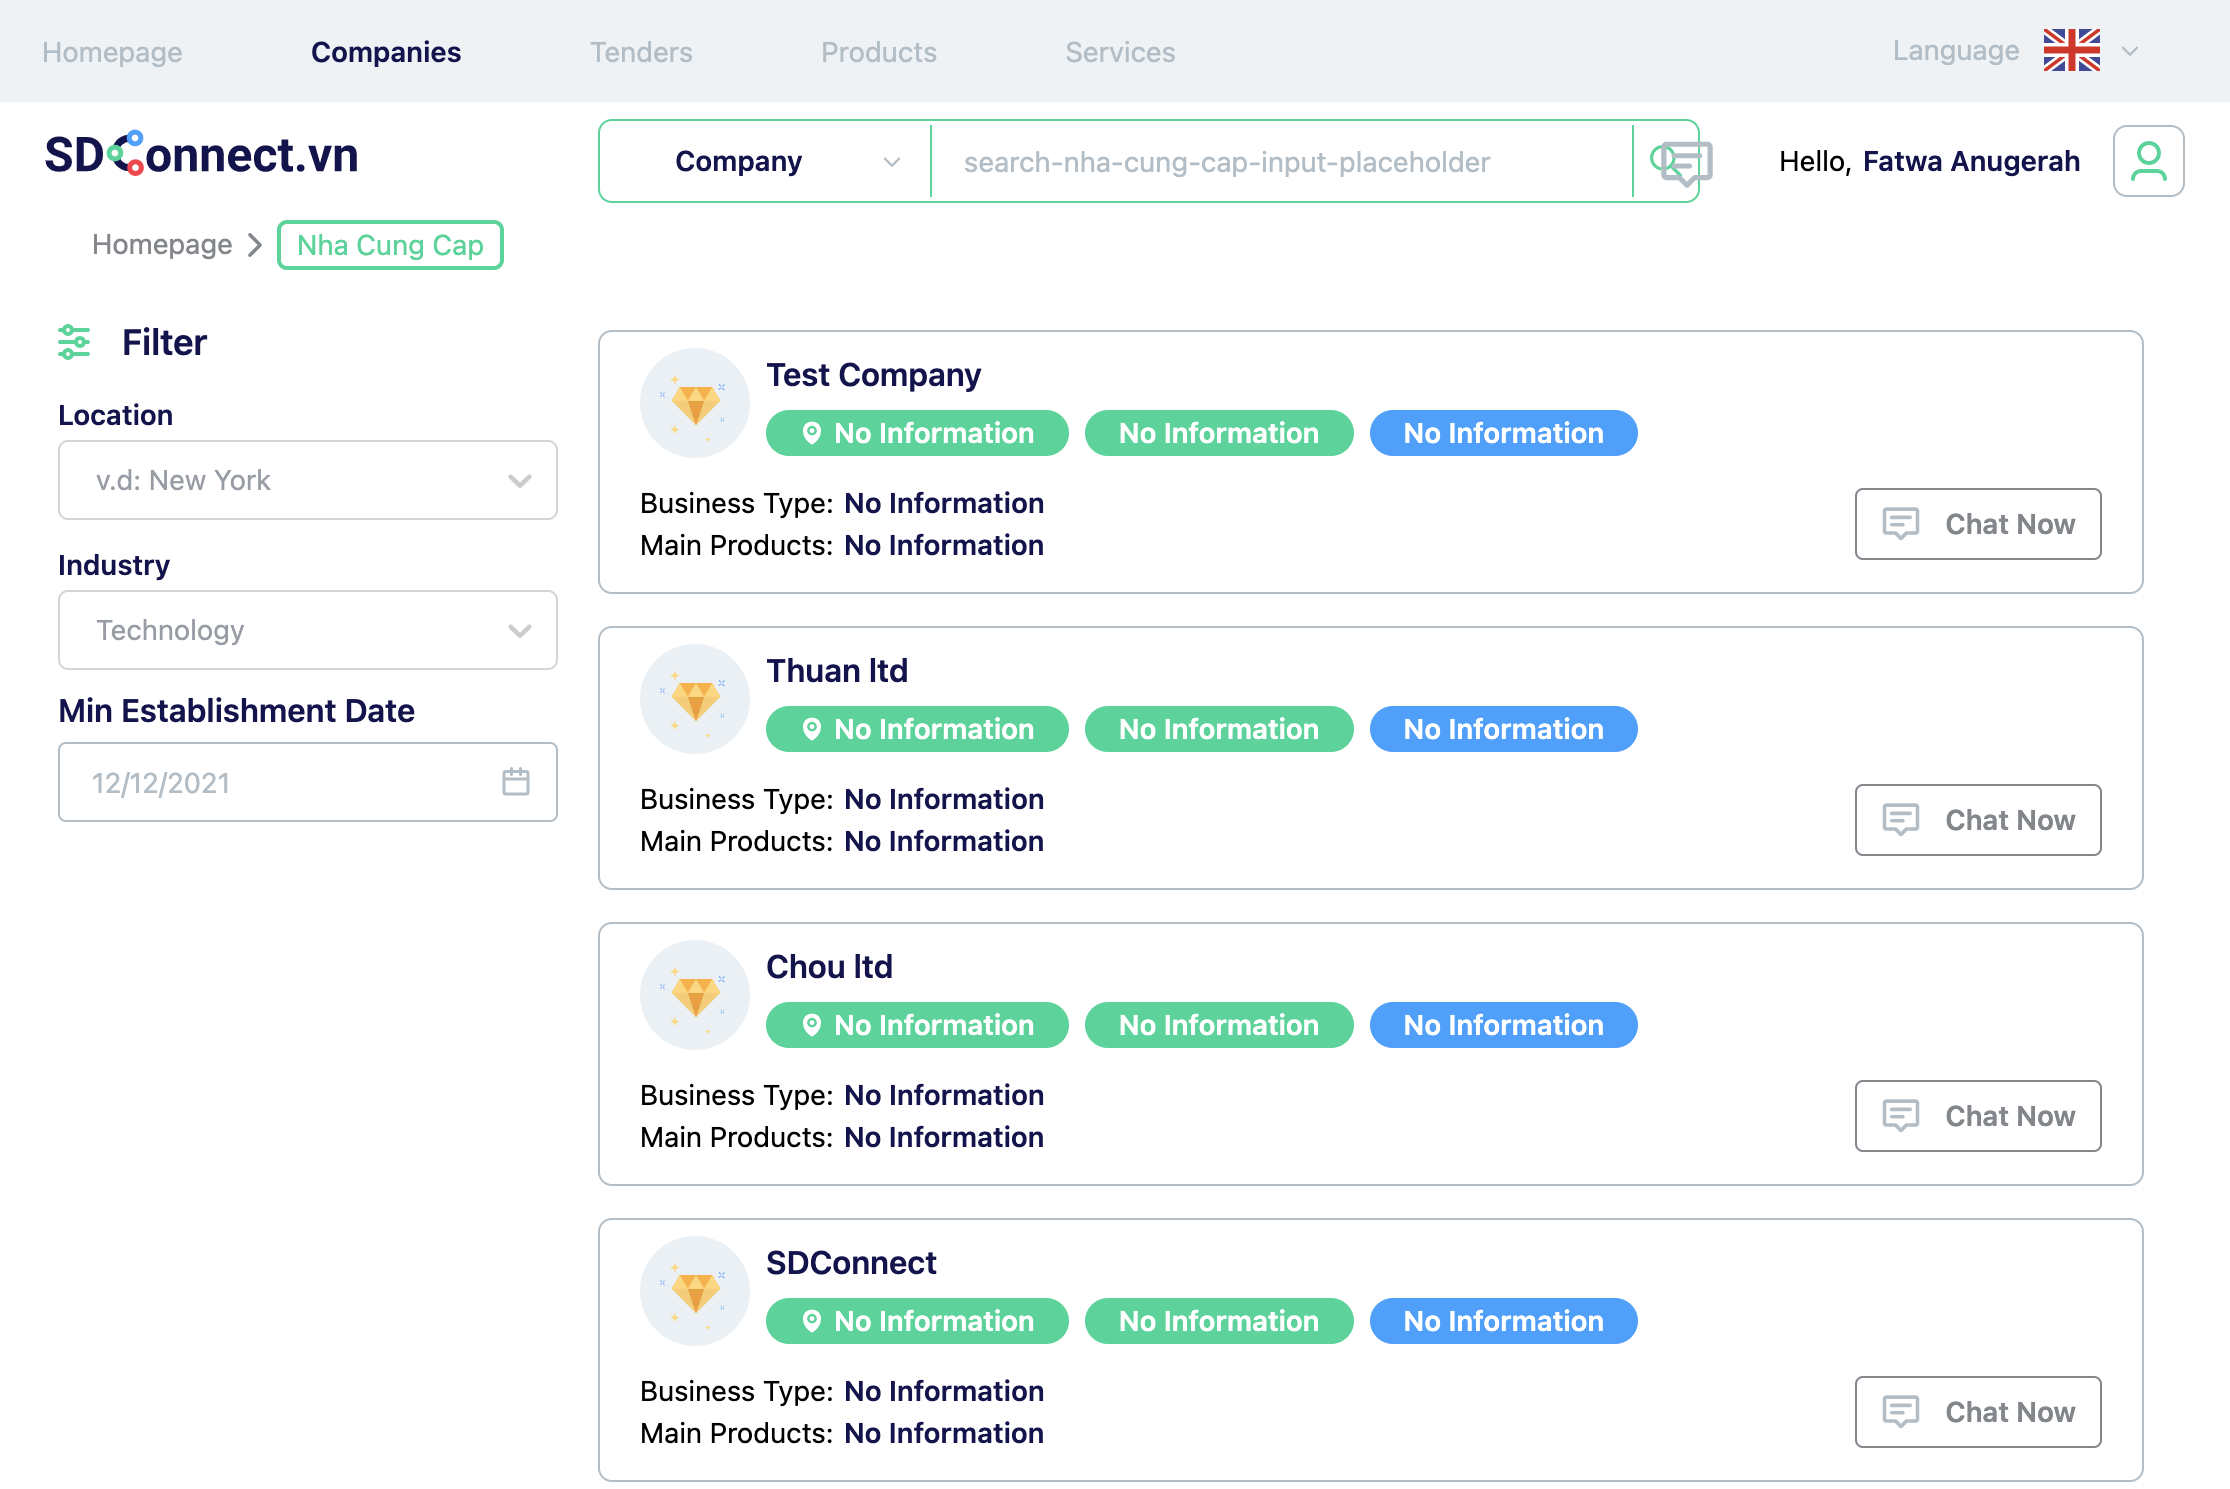 Homepage Companies Tenders Products Services Language
SDConnect.vn
Company search-nha-cung-cap-input-placeholder
Hello, Fatwa Anugerah
Homepage Nha Cung Cap
Filter
Location
v.d: New York
Industry
Technology
Min Establishment Date
12/12/2021
Test Company
No Information No Information No Information
Business Type: No Information
Main Products: No Information
Chat Now
Thuan ltd
No Information No Information No Information
Business Type: No Information
Main Products: No Information
Chat Now
Chou ltd
No Information No Information No Information
Business Type: No Information
Main Products: No Information
Chat Now
SDConnect
No Information No Information No Information
Business Type: No Information
Main Products: No Information
Chat Now